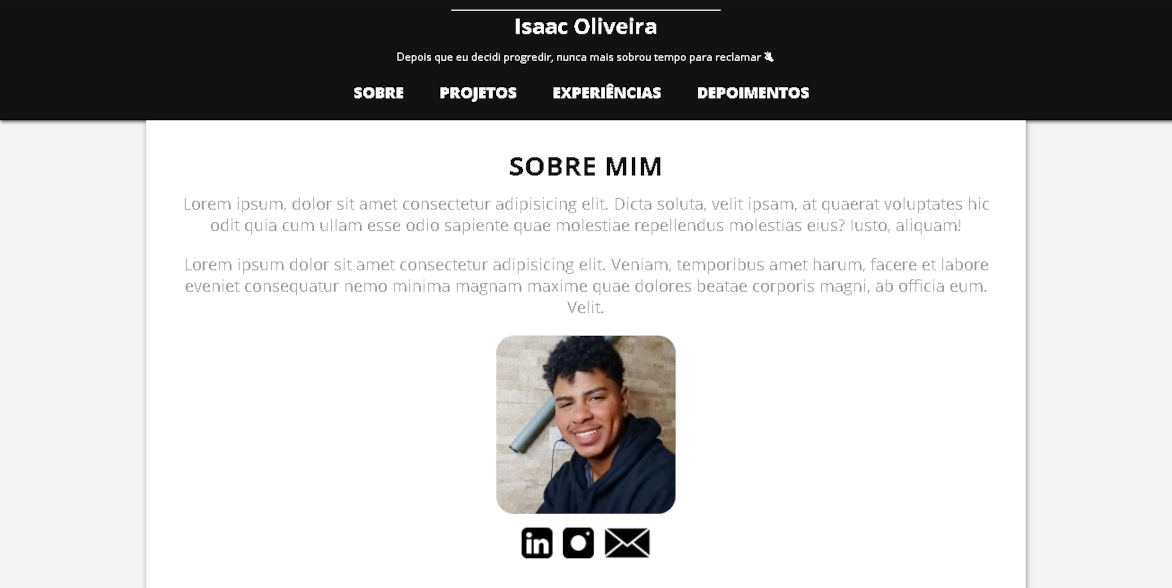 Isaac Oliveira
Depois que eu decidi progredir, nunca mais sobrou tempo para reclamar
SOBRE PROJETOS EXPERIÊNCIAS DEPOIMENTOS
SOBRE MIM
Lorem ipsum, dolor sit amet consectetur adipisicing elit. Dicta soluta, velit ipsam, at quaerat voluptates hic
odit quia cum ullam esse odio sapiente quae molestiae repellendus molestias eius? Iusto, aliquam!
Lorem ipsum dolor sit amet consectetur adipisicing elit. Veniam, temporibus amet harum, facere et labore
eveniet consequatur nemo minima magnam maxime quae dolores beatae corporis magni, ab officia eum.
Velit.
in